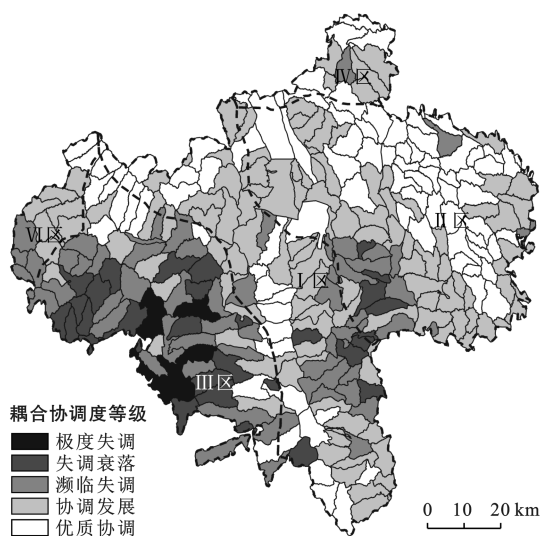 Ⅳ区
Ⅱ区
Ⅵ区
Ⅰ区
Ⅲ区
耦合协调度等级
极度失调
失调衰落
濒临失调
协调发展
优质协调
0 10 20 km